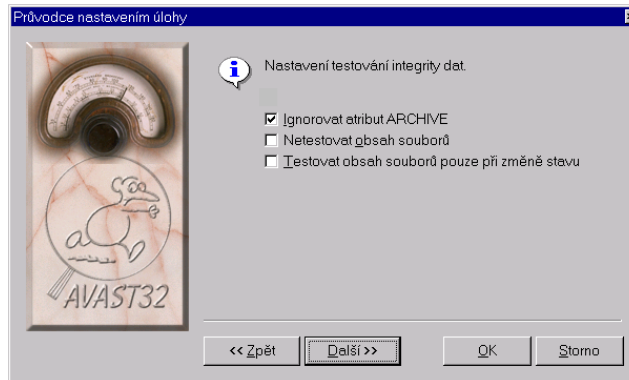 Průvodce nastavením úlohy
Nastavení testování integrity dat.
Ignorovat atribut ARCHIVE
Netestovat obsah souborů
Testovat obsah souborů pouze při změně stavu
AVAST32
<< Zpět
Další >>
OK
Storno